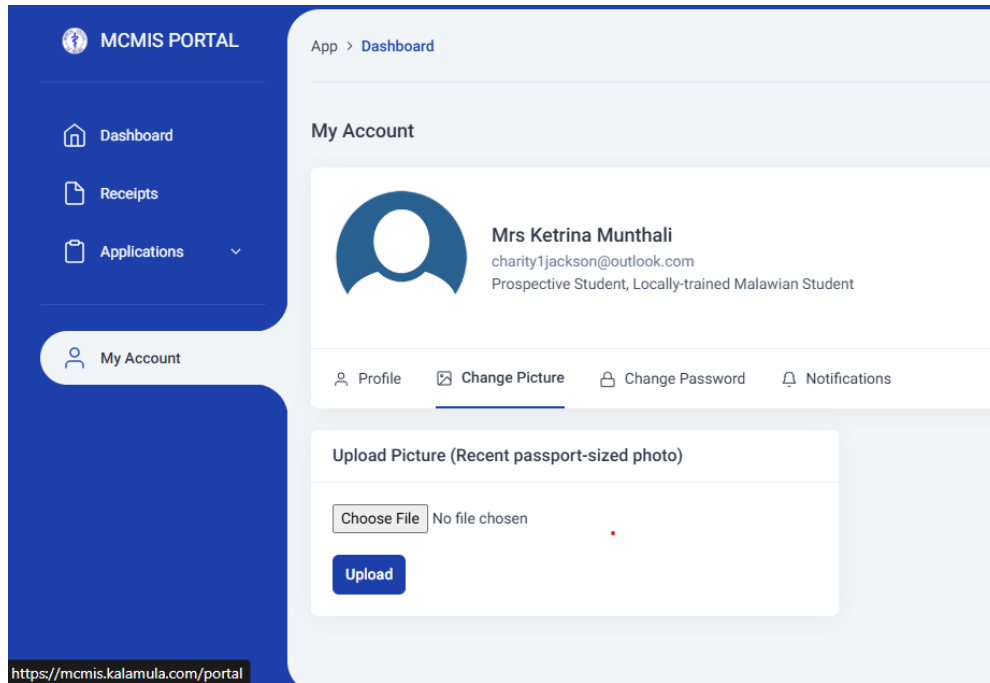 MCMIS PORTAL
App > Dashboard
Dashboard
Receipts
Applications
My Account
My Account
Mrs Ketrina Munthali
charity1jackson@outlook.com
Prospective Student, Locally-trained Malawian Student
Profile Change Picture Change Password Notifications
Upload Picture (Recent passport-sized photo)
Choose File No file chosen
Upload
https://mcmis.kalamula.com/portal